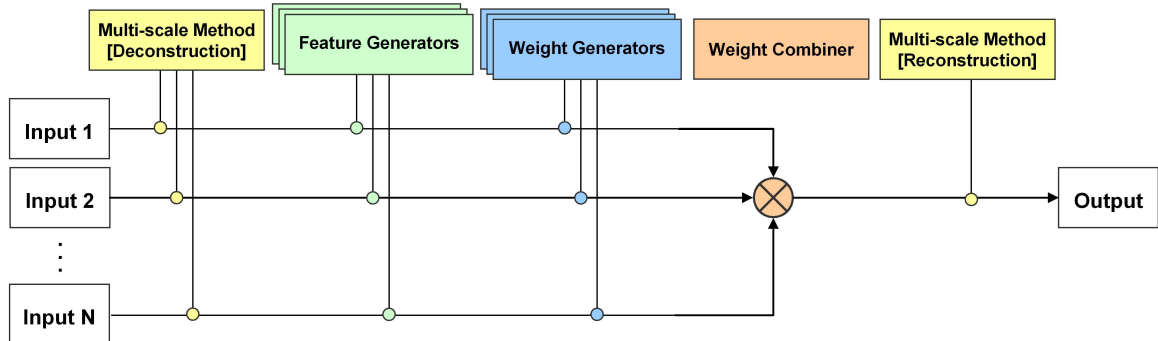 Multi-scale Method
[Deconstruction]
Feature Generators
Weight Generators
Weight Combiner
Multi-scale Method
[Reconstruction]
Input 1
Input 2
Output
Input N